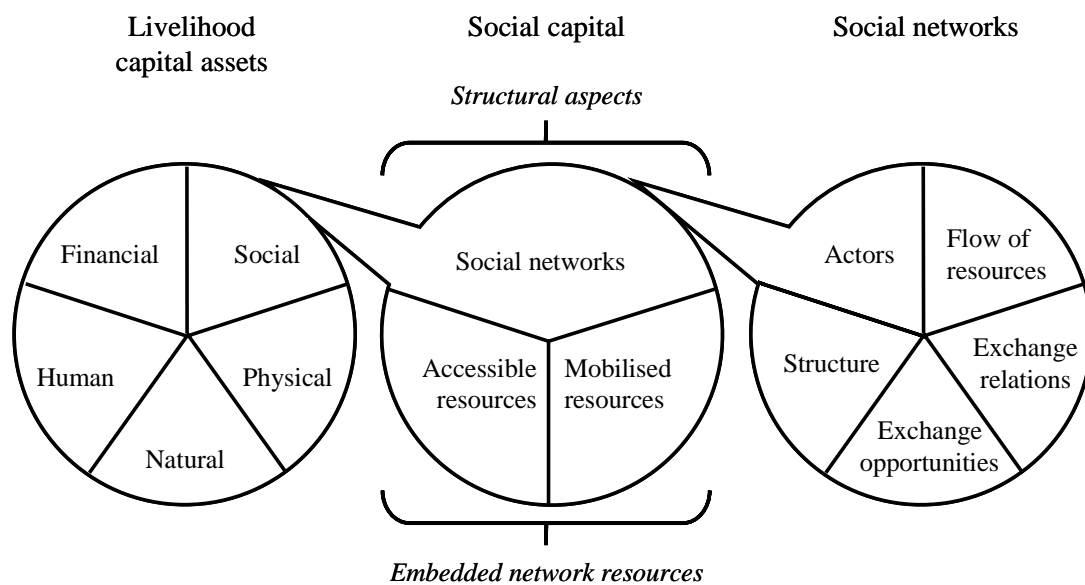 Livelihood
capital assets
Social capital
Social networks
Structural aspects
Financial
Social
Human
Physical
Natural
Social networks
Accessible
resources
Mobilised
resources
Actors
Flow of
resources
Structure
Exchange
relations
Exchange
opportunities
Embedded network resources